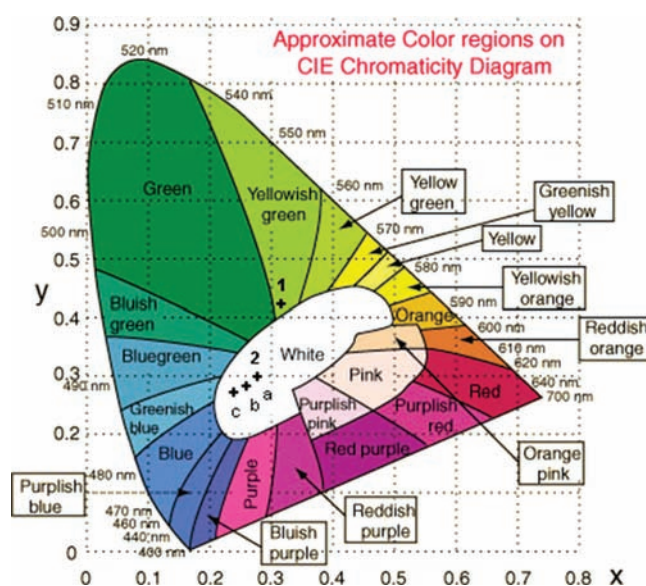 Approximate Color regions on
CIE Chromaticity Diagram
0.9
0.8
0.7
0.6
0.5
y
0.4
0.3
0.2
0.1
0
520 nm
510 nm
540 nm
550 nm
560 nm
500 nm
570 nm
580 nm
590 nm
600 nm
610 nm
620 nm
490 nm
640 nm
700 nm
480 nm
470 nm
460 nm
440 nm
400 nm
Green
Yellowish
green
Yellow
green
Greenish
yellow
Yellow
Yellowish
orange
Orange
Reddish
orange
Bluish
green
Bluegreen
Greenish
blue
Blue
Purplish
blue
1
2
a
b
c
White
Pink
Purplish
pink
Red
Purplish
red
Red purple
Orange
pink
Purple
Reddish
purple
Bluish
purple
0 0.1 0.2 0.3 0.4 0.5 0.6 0.7 x 0.8